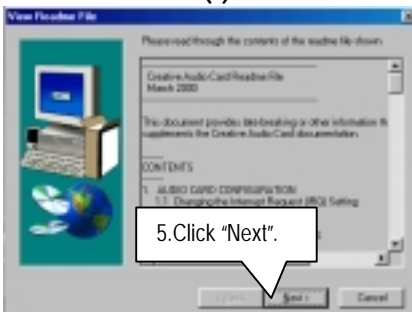 View Readme File
Please read through the contents of the readme file shown
Creative Audio Card Readme File
March 2000
This document provides late-breaking or other information th
supplements the Creative Audio Card documentation.
CONTENTS
1. AUDIO CARD CONFIGURATION
1.1 Changing the Interrupt Request (IRQ) Setting
5.Click “Next”.
< Back
Next >
Cancel